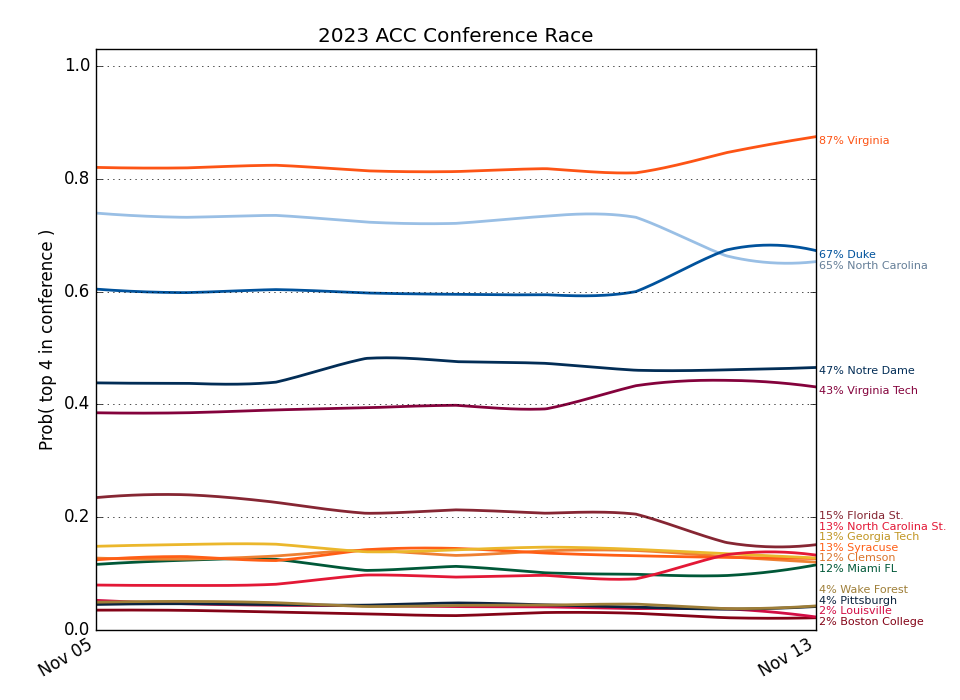 2023 ACC Conference Race
Prob( top 4 in conference )
1.0
0.8
0.6
0.4
0.2
0.0
Nov 05
Nov 13
87% Virginia
67% Duke
65% North Carolina
47% Notre Dame
43% Virginia Tech
15% Florida St.
13% North Carolina St.
13% Georgia Tech
13% Syracuse
12% Clemson
12% Miami FL
4% Wake Forest
4% Pittsburgh
2% Louisville
2% Boston College